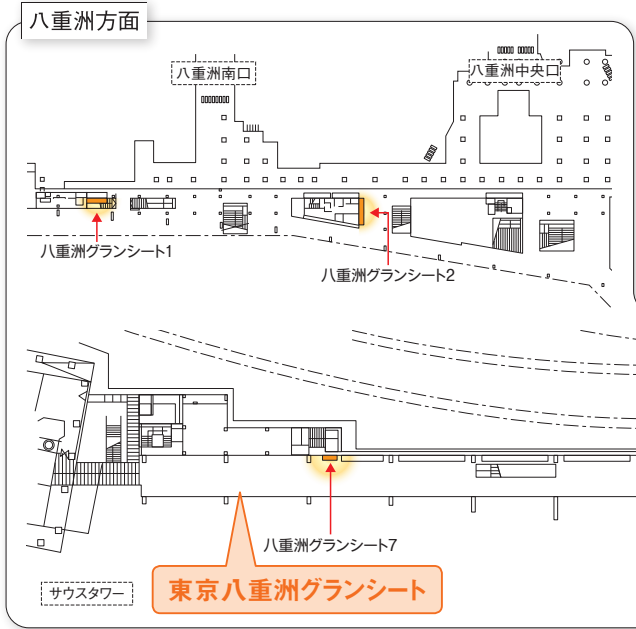 八重洲方面
八重洲南口
八重洲中央口
八重洲グランシート1
八重洲グランシート2
八重洲グランシート7
サウスタワー
東京八重洲グランシート